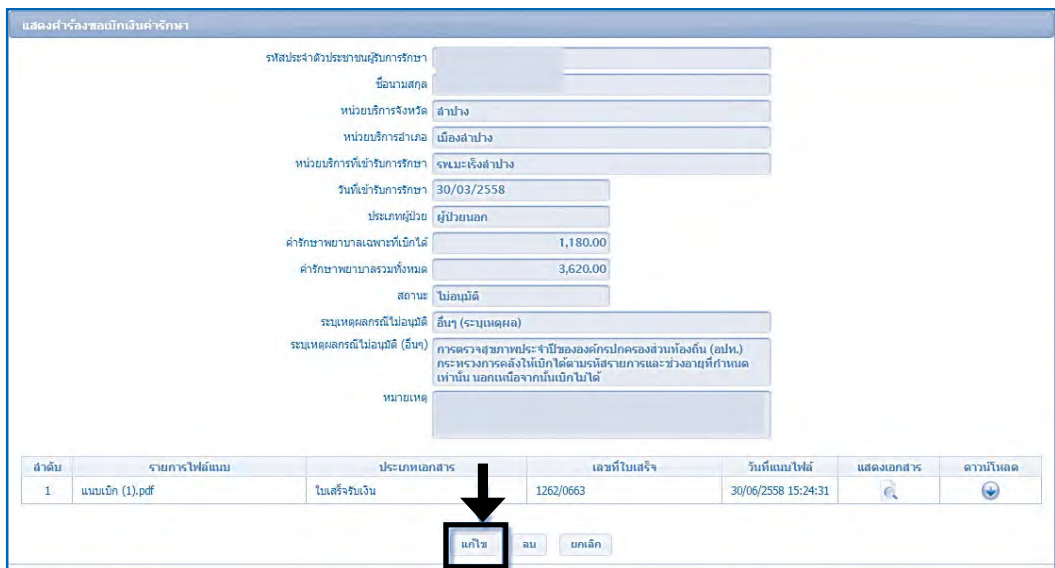 แสดงคำร้องขอเบิกเงินค่ารักษา
รหัสประจำตัวประชาชนผู้รับการรักษา
ชื่อนามสกุล
หน่วยบริการจังหวัด ลำปาง
หน่วยบริการอำเภอ เมืองลำปาง
หน่วยบริการที่เข้ารับการรักษา รพ.มะเร็งลำปาง
วันที่เข้ารับการรักษา 30/03/2558
ประเภทผู้ป่วย ผู้ป่วยนอก
ค่ารักษาพยาบาลเฉพาะที่เบิกได้ 1,180.00
ค่ารักษาพยาบาลรวมทั้งหมด 3,620.00
สถานะ ไม่อนุมัติ
ระบุเหตุผลกรณีไม่อนุมัติ อื่นๆ (ระบุเหตุผล)
ระบุเหตุผลกรณีไม่อนุมัติ (อื่นๆ) การตรวจสุขภาพประจำปีขององค์กรปกครองส่วนท้องถิ่น (อปท.)
กระทรวงการคลังให้เบิกได้ตามรหัสรายการและช่วงอายุที่กำหนด
เท่านั้น นอกเหนือจากนั้นเบิกไม่ได้
หมายเหตุ
ลำดับ รายการไฟล์แนบ ประเภทเอกสาร เลขที่ใบเสร็จ วันที่แนบไฟล์ แสดงเอกสาร ดาวน์โหลด
1 แนบเบิก (1).pdf ใบเสร็จรับเงิน 1262/0663 30/06/2558 15:24:31
แก้ไข ลบ ยกเลิก